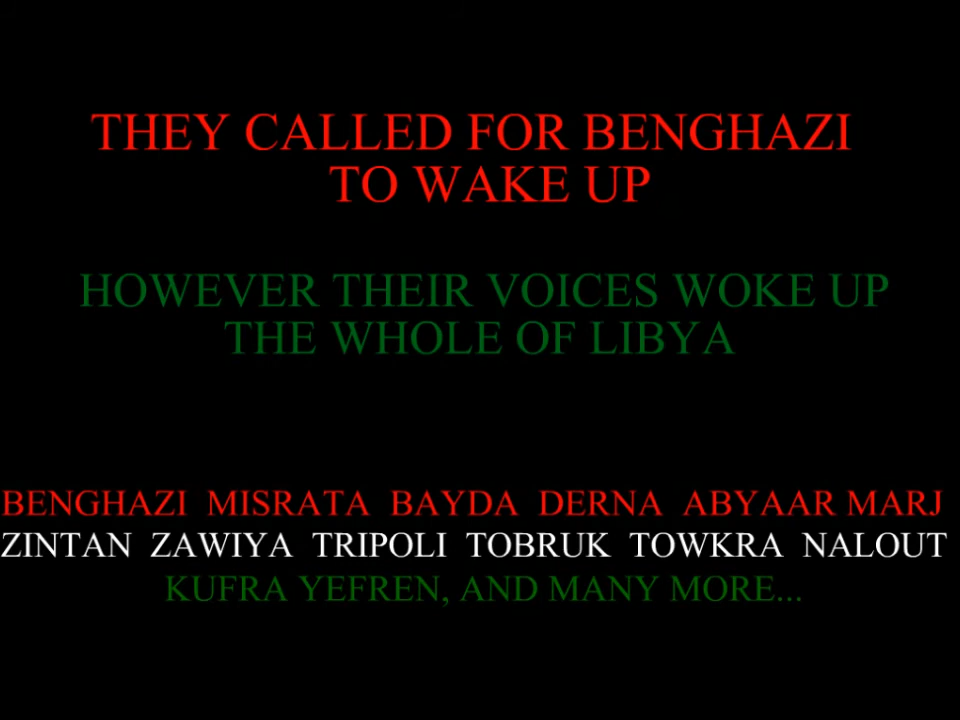 THEY CALLED FOR BENGHAZI
TO WAKE UP
HOWEVER THEIR VOICES WOKE UP
THE WHOLE OF LIBYA
BENGHAZI MISRATA BAYDA DERNA ABYAAR MARJ
ZINTAN ZAWIYA TRIPOLI TOBRUK TOWKRA NALOUT
KUFRA YEFREN, AND MANY MORE...